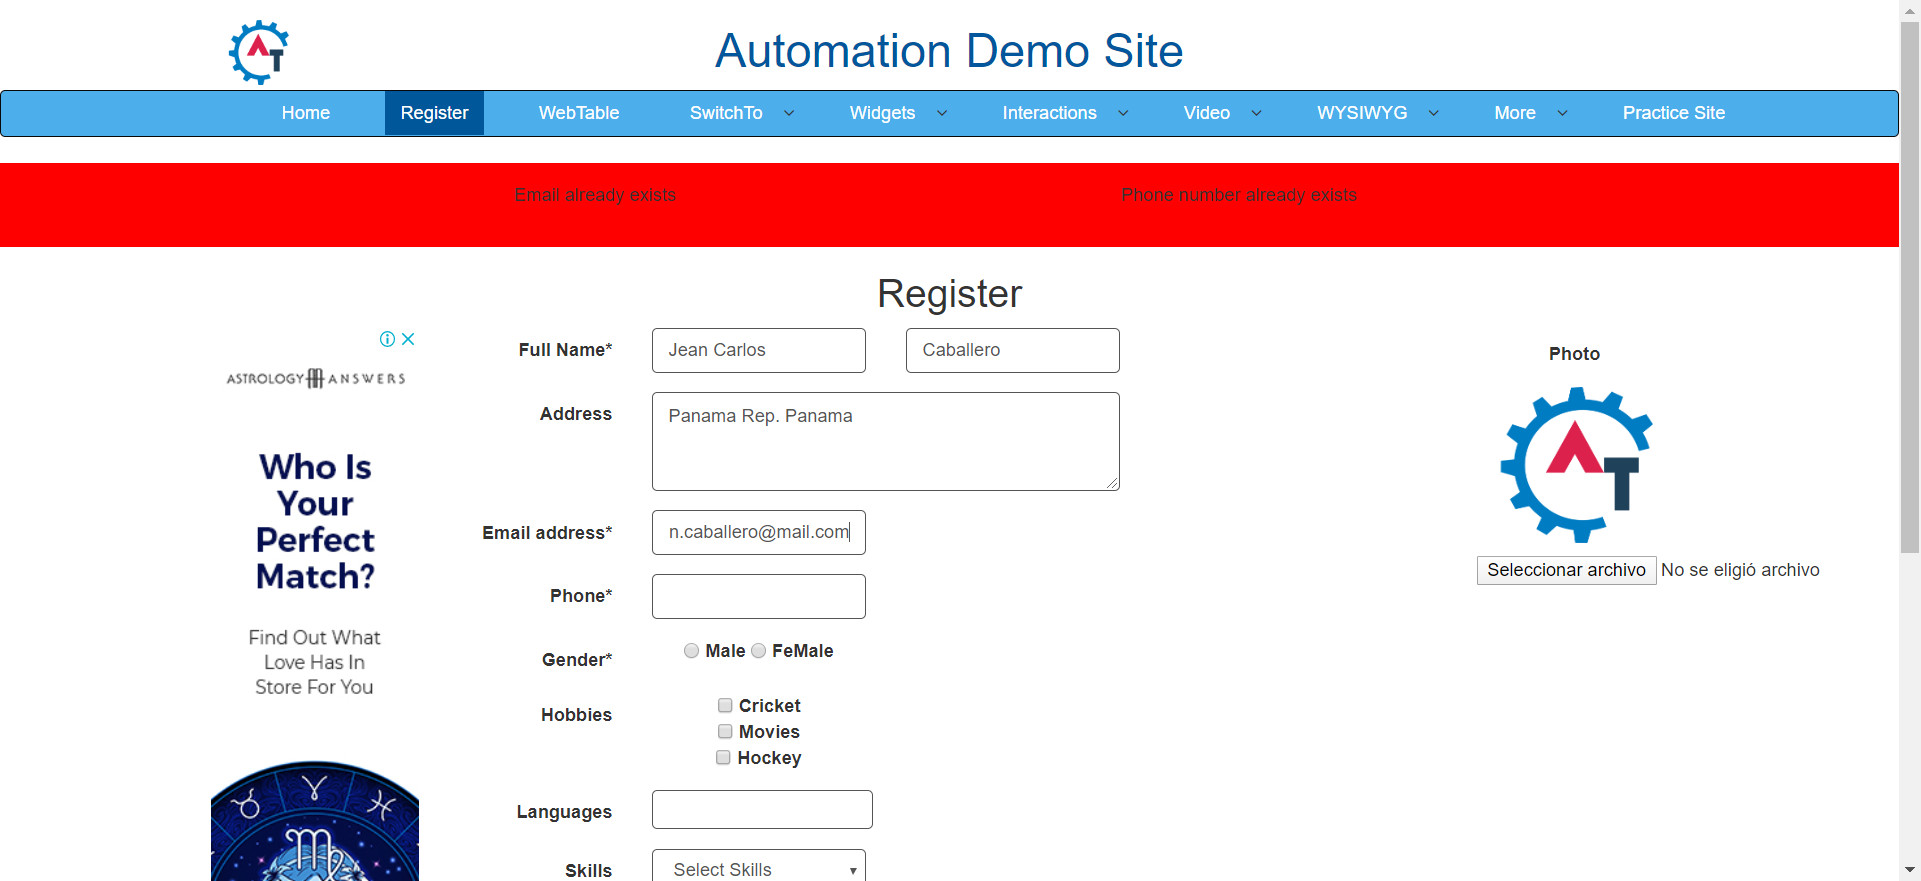 Automation Demo Site
Home Register WebTable SwitchTo Widgets Interactions Video WYSIWYG More Practice Site
Email already exists Phone number already exists
Register
Full Name* Jean Carlos Caballero
Photo
ASTROLOGY ANSWERS
Address Panama Rep. Panama
Who Is
Your
Perfect
Match?
Email address* n.caballero@mail.com
Seleccionar archivo No se eligió archivo
Phone*
Find Out What
Love Has In
Store For You
Gender* Male FeMale
Hobbies Cricket
Movies
Hockey
Languages
Skills Select Skills
AT
AT